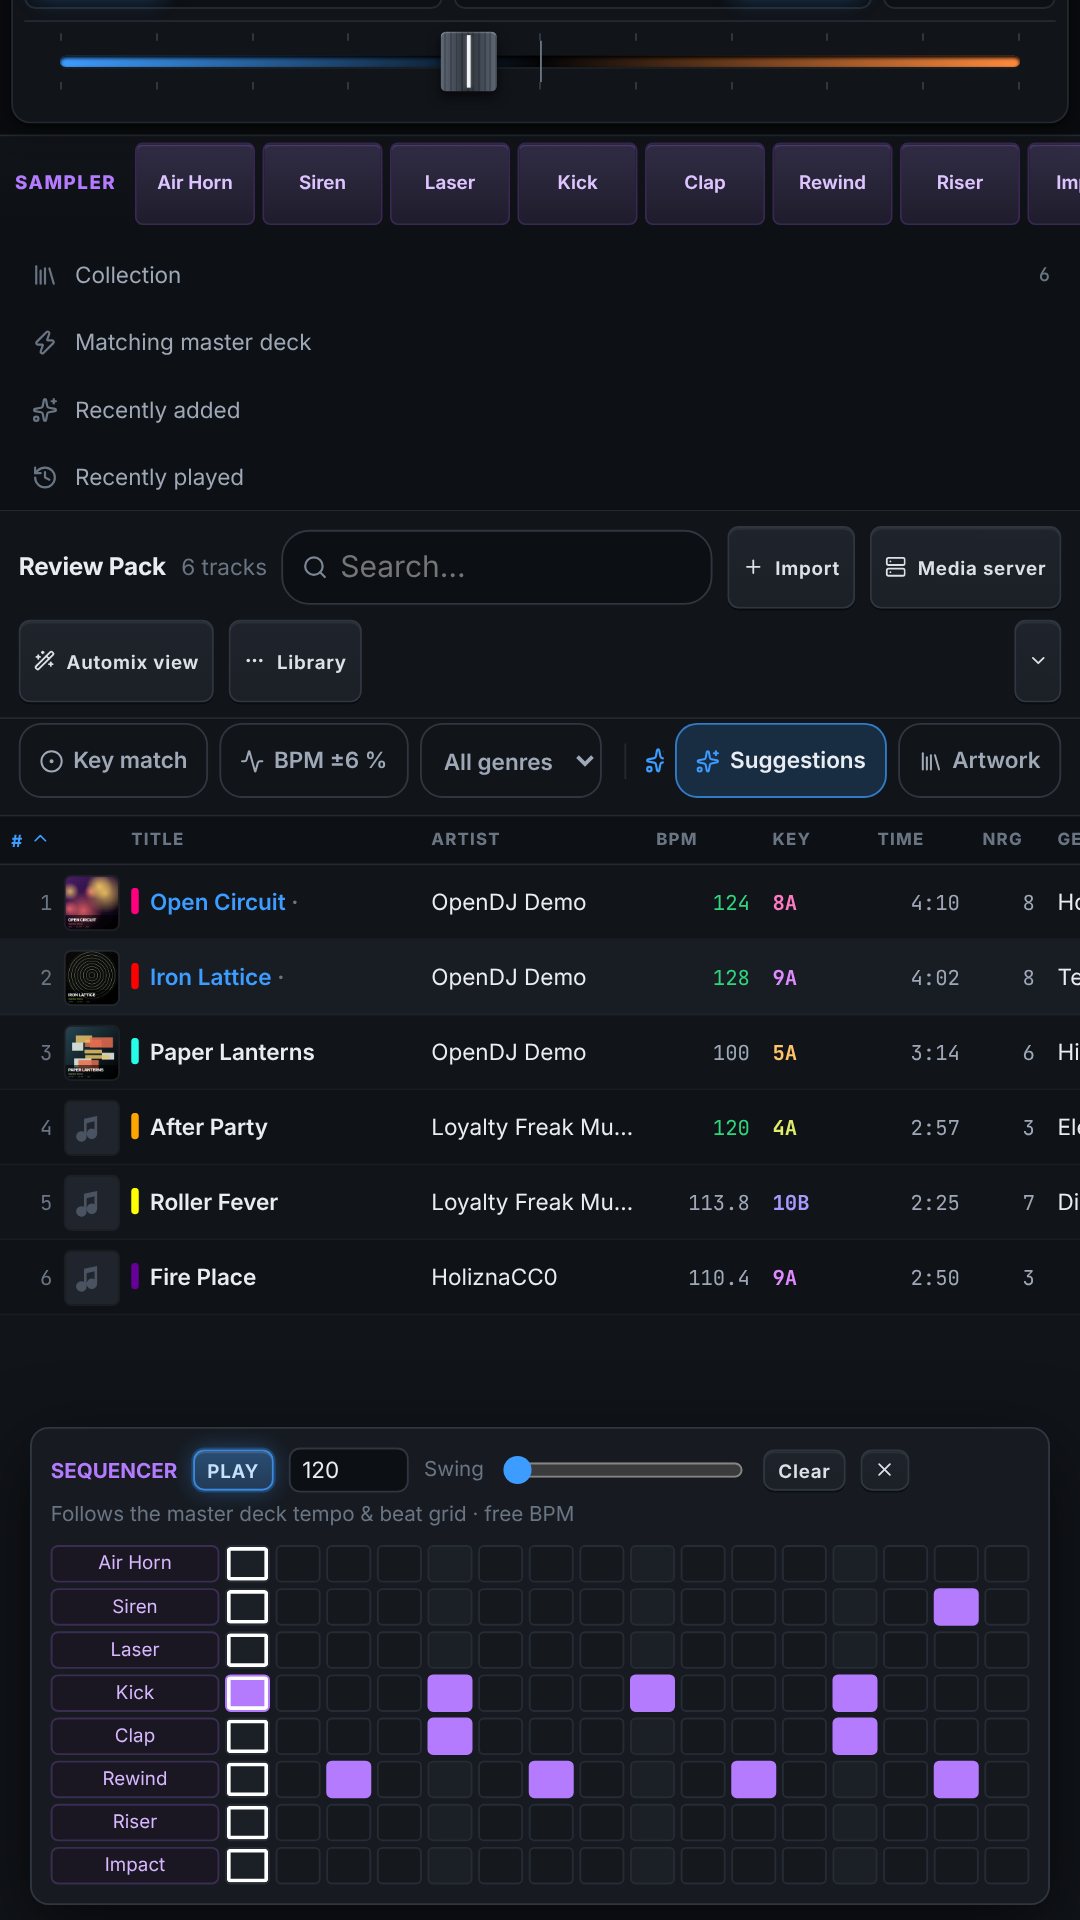 SAMPLER Air Horn Siren Laser Kick Clap Rewind Riser
Collection 6
Matching master deck
Recently added
Recently played
Review Pack 6 tracks Search... Import Media server
Automix view Library
Key match BPM ±6 % All genres Suggestions Artwork
# TITLE ARTIST BPM KEY TIME NRG
1 Open Circuit · OpenDJ Demo 124 8A 4:10 8
2 Iron Lattice · OpenDJ Demo 128 9A 4:02 8
3 Paper Lanterns OpenDJ Demo 100 5A 3:14 6
4 After Party Loyalty Freak Mu... 120 4A 2:57 3
5 Roller Fever Loyalty Freak Mu... 113.8 10B 2:25 7
6 Fire Place HoliznaCC0 110.4 9A 2:50 3
SEQUENCER PLAY 120 Swing Clear ×
Follows the master deck tempo & beat grid · free BPM
Air Horn
Siren
Laser
Kick
Clap
Rewind
Riser
Impact